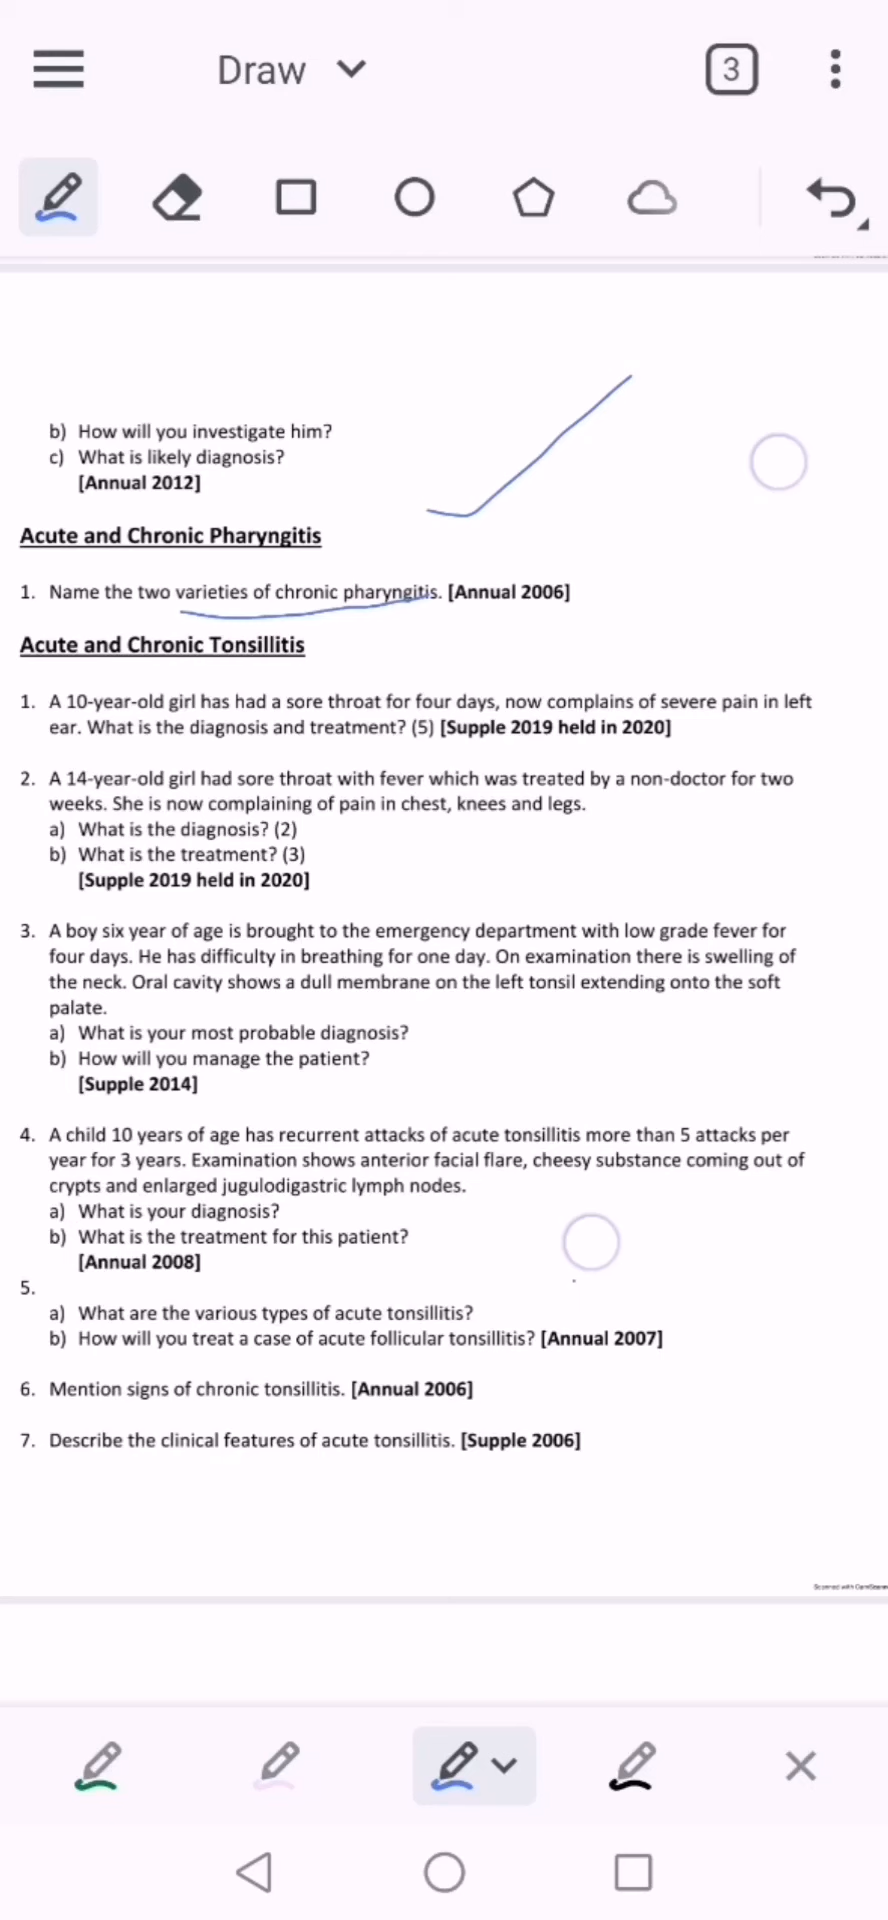 Draw
3
b) How will you investigate him?
c) What is likely diagnosis?
[Annual 2012]
Acute and Chronic Pharyngitis
1. Name the two varieties of chronic pharyngitis. [Annual 2006]
Acute and Chronic Tonsillitis
1. A 10-year-old girl has had a sore throat for four days, now complains of severe pain in left
ear. What is the diagnosis and treatment? (5) [Supple 2019 held in 2020]
2. A 14-year-old girl had sore throat with fever which was treated by a non-doctor for two
weeks. She is now complaining of pain in chest, knees and legs.
a) What is the diagnosis? (2)
b) What is the treatment? (3)
[Supple 2019 held in 2020]
3. A boy six year of age is brought to the emergency department with low grade fever for
four days. He has difficulty in breathing for one day. On examination there is swelling of
the neck. Oral cavity shows a dull membrane on the left tonsil extending onto the soft
palate.
a) What is your most probable diagnosis?
b) How will you manage the patient?
[Supple 2014]
4. A child 10 years of age has recurrent attacks of acute tonsillitis more than 5 attacks per
year for 3 years. Examination shows anterior facial flare, cheesy substance coming out of
crypts and enlarged jugulodigastric lymph nodes.
a) What is your diagnosis?
b) What is the treatment for this patient?
[Annual 2008]
5.
a) What are the various types of acute tonsillitis?
b) How will you treat a case of acute follicular tonsillitis? [Annual 2007]
6. Mention signs of chronic tonsillitis. [Annual 2006]
7. Describe the clinical features of acute tonsillitis. [Supple 2006]
Scanned with CamScanner